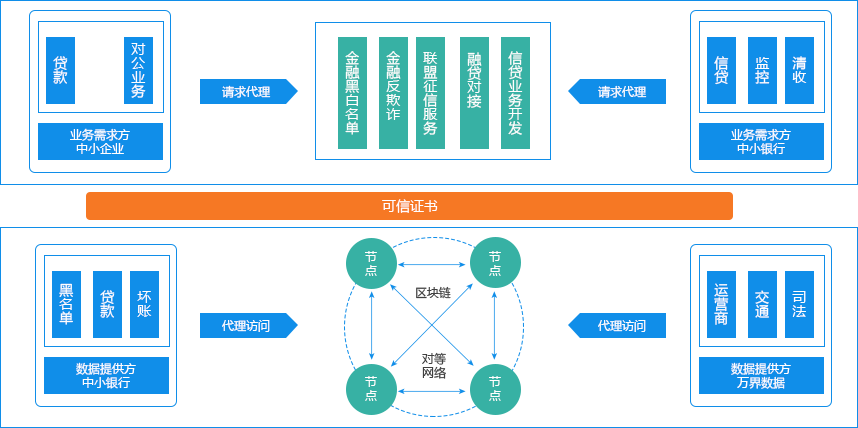 贷款
对公业务
业务需求方
中小企业
请求代理
金融黑白名单
金融反欺诈
联盟征信服务
融贷对接
信贷业务开发
请求代理
信贷
监控
清收
业务需求方
中小银行
可信证书
黑名单
贷款
坏账
数据提供方
中小银行
代理访问
节点
节点
区块链
对等
网络
节点
节点
代理访问
运营商
交通
司法
数据提供方
万界数据